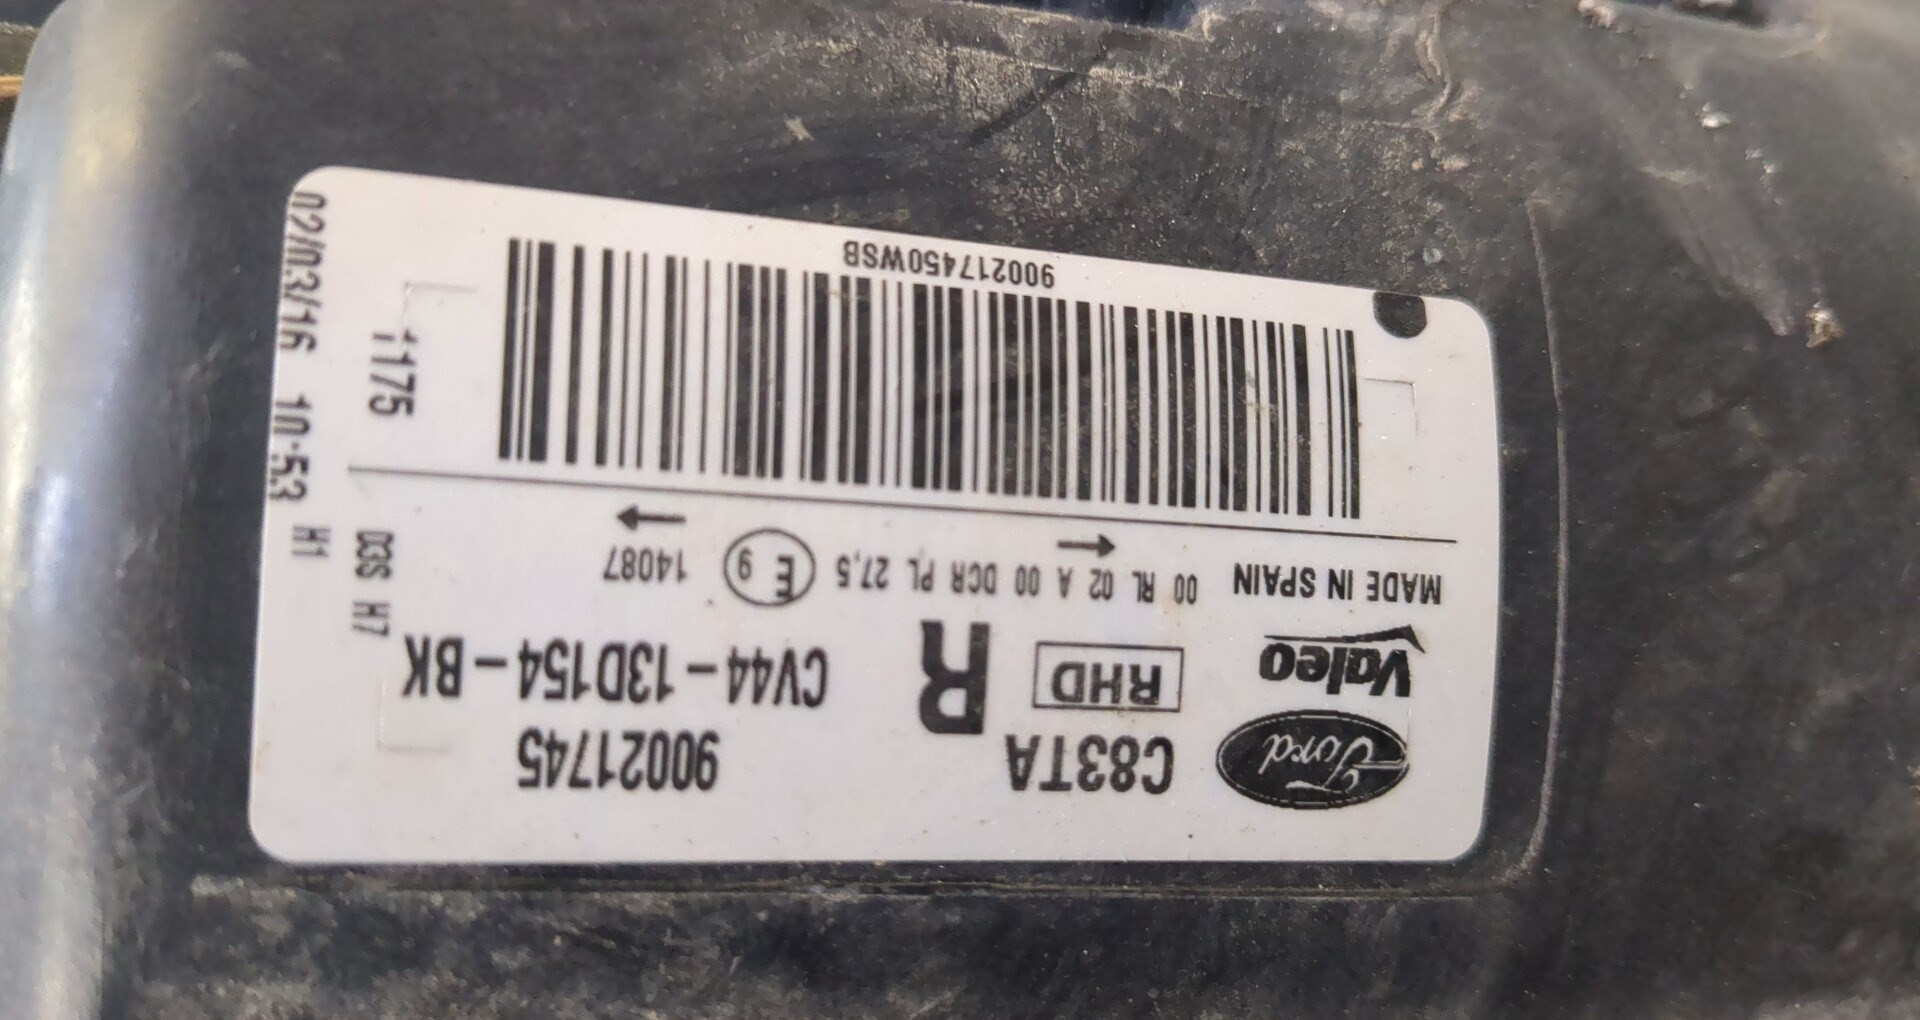 Ford C83TA 90021745
Valeo RHD R CV44-13D154-BK
MADE IN SPAIN 00 RL 02 A 00 DCR PL 27,5 E 9 14087
→ ←
900217450WSB
D3S H7
H1
1175
02/03/16 10:53